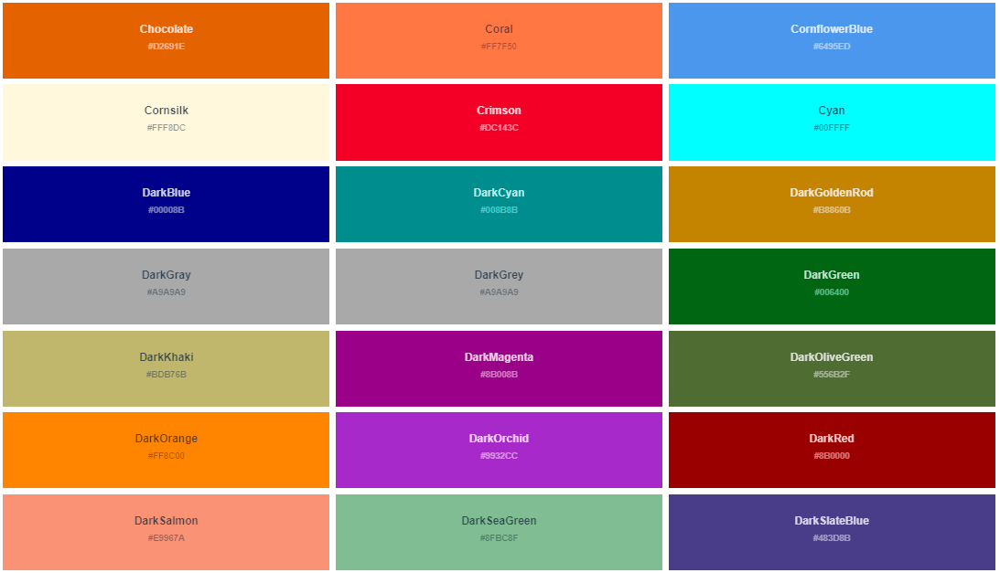 Chocolate
#D2691E
Coral
#FF7F50
CornflowerBlue
#6495ED
Cornsilk
#FFF8DC
Crimson
#DC143C
Cyan
#00FFFF
DarkBlue
#00008B
DarkCyan
#008B8B
DarkGoldenRod
#B8860B
DarkGray
#A9A9A9
DarkGrey
#A9A9A9
DarkGreen
#006400
DarkKhaki
#BDB76B
DarkMagenta
#8B008B
DarkOliveGreen
#556B2F
DarkOrange
#FF8C00
DarkOrchid
#9932CC
DarkRed
#8B0000
DarkSalmon
#E9967A
DarkSeaGreen
#8FBC8F
DarkSlateBlue
#483D8B